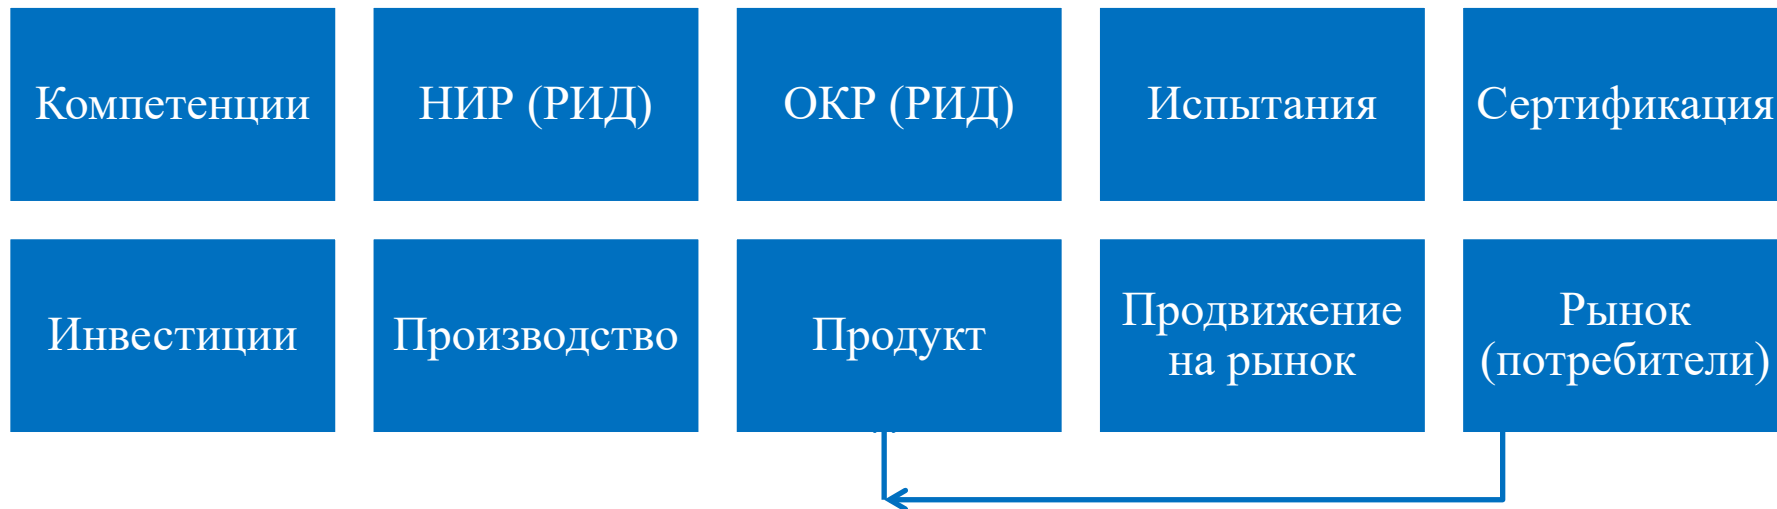 Компетенции
НИР (РИД)
ОКР (РИД)
Испытания
Сертификация
Инвестиции
Производство
Продукт
Продвижение
на рынок
Рынок
(потребители)